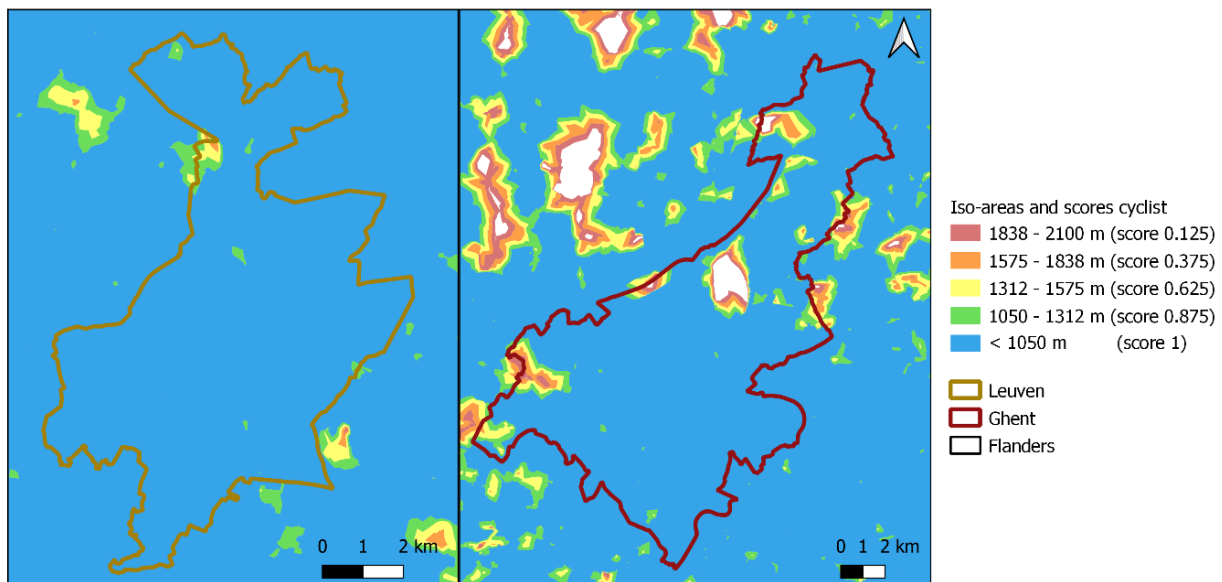 Iso-areas and scores cyclist
1838 - 2100 m (score 0.125)
1575 - 1838 m (score 0.375)
1312 - 1575 m (score 0.625)
1050 - 1312 m (score 0.875)
< 1050 m (score 1)
Leuven
Ghent
Flanders
0 1 2 km
0 1 2 km